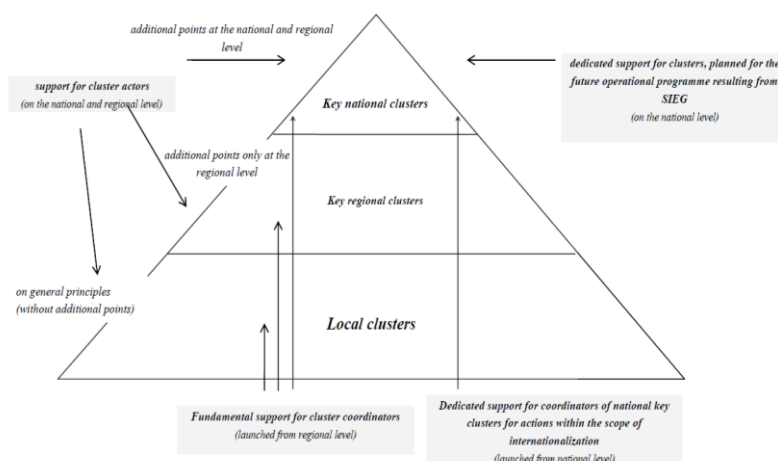 additional points at the national and regional
level
dedicated support for clusters, planned for the
future operational programme resulting from
SIEG
(on the national level)
support for cluster actors
(on the national and regional level)
Key national clusters
additional points only at the
regional level
Key regional clusters
on general principles
(without additional points)
Local clusters
Fundamental support for cluster coordinators
(launched from regional level)
Dedicated support for coordinators of national key
clusters for actions within the scope of
internationalization
(launched from national level)